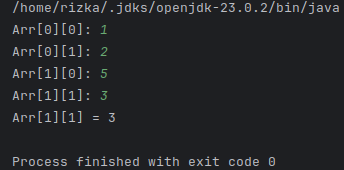 /home/rizka/.jdks/openjdk-23.0.2/bin/java
Arr[0][0]: 1
Arr[0][1]: 2
Arr[1][0]: 5
Arr[1][1]: 3
Arr[1][1] = 3
Process finished with exit code 0